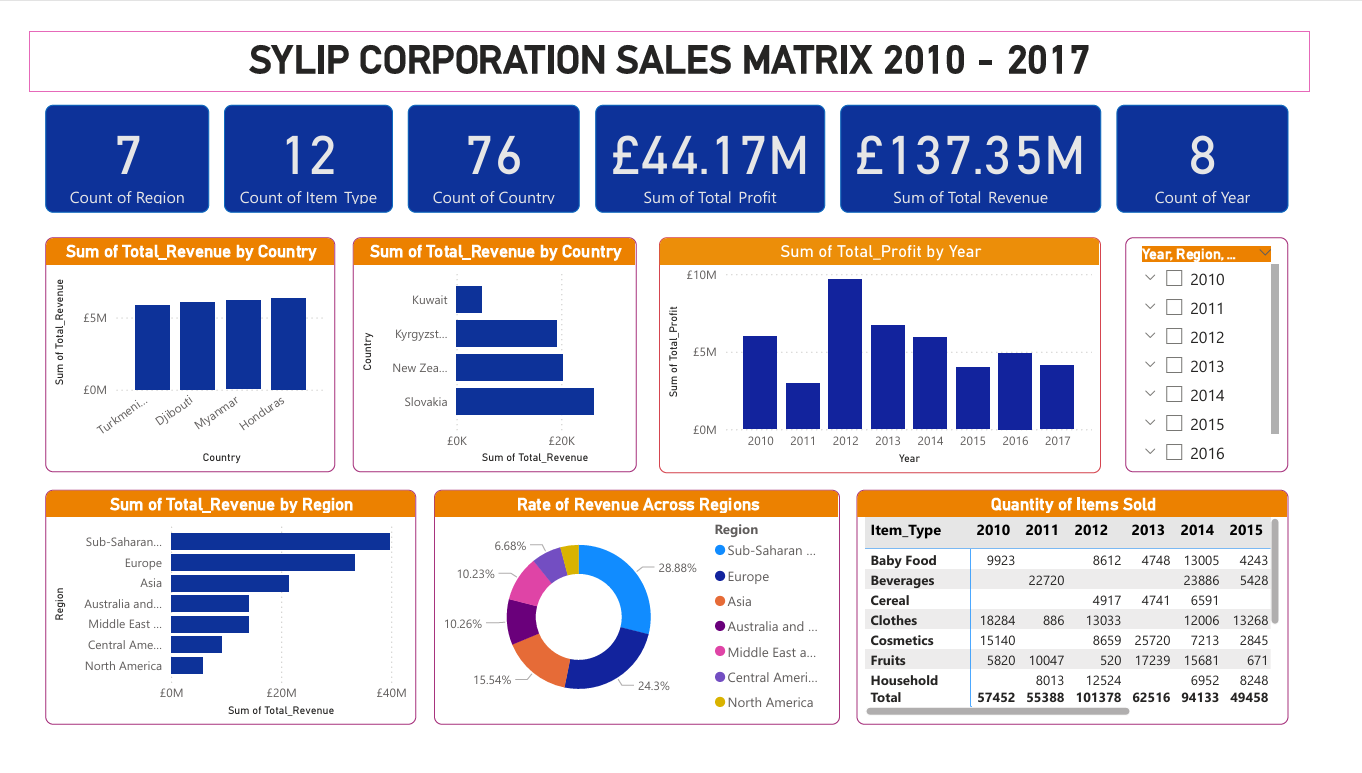 SYLIP CORPORATION SALES MATRIX 2010 - 2017
7
Count of Region
12
Count of Item_Type
76
Count of Country
£44.17M
Sum of Total_Profit
£137.35M
Sum of Total_Revenue
8
Count of Year
Sum of Total_Revenue by Country
Sum of Total_Revenue
£5M
£0M
Turkmeni...
Djibouti
Myanmar
Honduras
Country
Sum of Total_Revenue by Country
Country
Kuwait
Kyrgyzst...
New Zea...
Slovakia
£0K £20K
Sum of Total_Revenue
Sum of Total_Profit by Year
Sum of Total_Profit
£10M
£5M
£0M
2010 2011 2012 2013 2014 2015 2016 2017
Year
Year, Region, ...
2010
2011
2012
2013
2014
2015
2016
Sum of Total_Revenue by Region
Region
Sub-Saharan...
Europe
Asia
Australia and...
Middle East ...
Central Ame...
North America
£0M £20M £40M
Sum of Total_Revenue
Rate of Revenue Across Regions
6.68%
10.23%
10.26%
15.54%
28.88%
24.3%
Region
Sub-Saharan ...
Europe
Asia
Australia and ...
Middle East a...
Central Ameri...
North America
Quantity of Items Sold
Item_Type 2010 2011 2012 2013 2014 2015
Baby Food 9923 8612 4748 13005 4243
Beverages 22720 23886 5428
Cereal 4917 4741 6591
Clothes 18284 886 13033 12006 13268
Cosmetics 15140 8659 25720 7213 2845
Fruits 5820 10047 520 17239 15681 671
Household 8013 12524 6952 8248
Total 57452 55388 101378 62516 94133 49458